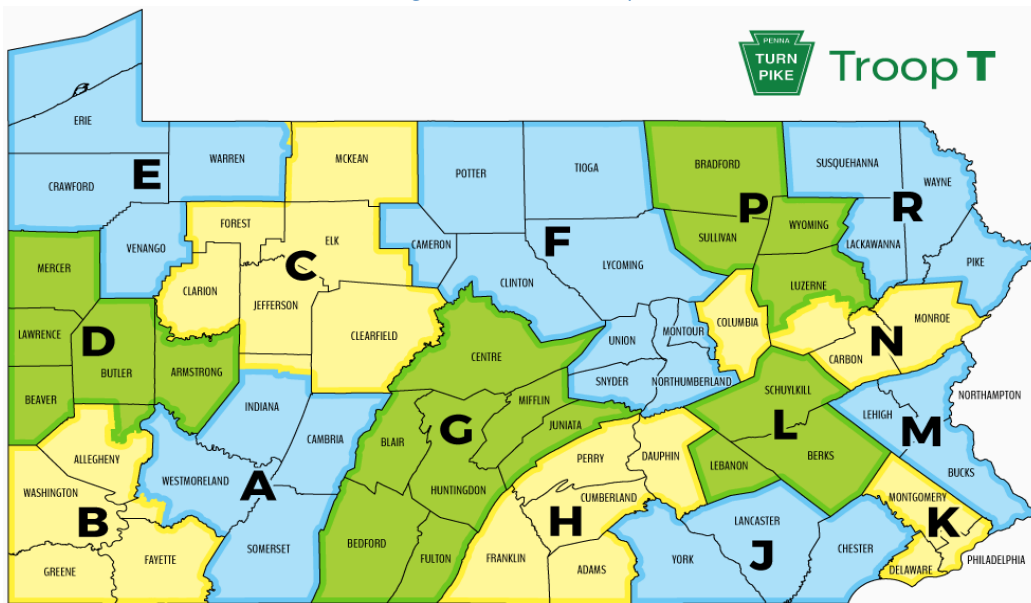 PENNA
TURN
PIKE
Troop T
ERIE
CRAWFORD
E
WARREN
MCKEAN
POTTER
TIOGA
BRADFORD
SUSQUEHANNA
WAYNE
P
R
SULLIVAN
WYOMING
LACKAWANNA
PIKE
VENANGO
FOREST
ELK
CAMERON
F
LYCOMING
CLINTON
C
MERCER
CLARION
JEFFERSON
CLEARFIELD
LUZERNE
COLUMBIA
MONROE
N
CARBON
LAWRENCE
D
BUTLER
ARMSTRONG
BEAVER
CENTRE
UNION
MONTOUR
SNYDER
NORTHUMBERLAND
SCHUYLKILL
NORTHAMPTON
LEHIGH
M
INDIANA
CAMBRIA
BLAIR
G
MIFFLIN
JUNIATA
L
BERKS
LEBANON
BUCKS
ALLEGHENY
WESTMORELAND
A
HUNTINGDON
PERRY
DAUPHIN
CUMBERLAND
WASHINGTON
B
H
MONTGOMERY
K
LANCASTER
J
CHESTER
YORK
GREENE
FAYETTE
SOMERSET
BEDFORD
FULTON
FRANKLIN
ADAMS
DELAWARE
PHILADELPHIA